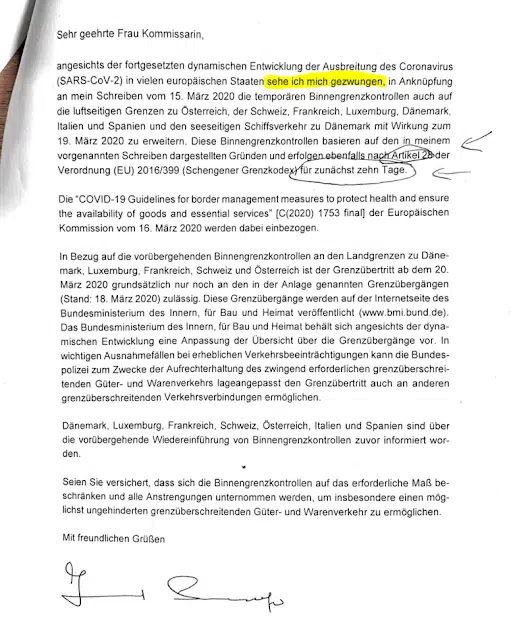 Sehr geehrte Frau Kommissarin,
angesichts der fortgesetzten dynamischen Entwicklung der Ausbreitung des Coronavirus
(SARS-CoV-2) in vielen europäischen Staaten sehe ich mich gezwungen, in Anknüpfung
an mein Schreiben vom 15. März 2020 die temporären Binnengrenzkontrollen auch auf
die luftseitigen Grenzen zu Österreich, der Schweiz, Frankreich, Luxemburg, Dänemark,
Italien und Spanien und den seeseitigen Schiffsverkehr zu Dänemark mit Wirkung zum
19. März 2020 zu erweitern. Diese Binnengrenzkontrollen basieren auf den in meinem
vorgenannten Schreiben dargestellten Gründen und erfolgen ebenfalls nach Artikel 28 der
Verordnung (EU) 2016/399 (Schengener Grenzkodex) für zunächst zehn Tage.
Die “COVID-19 Guidelines for border management measures to protect health and ensure
the availability of goods and essential services” [C(2020) 1753 final] der Europäischen
Kommission vom 16. März 2020 werden dabei einbezogen.
In Bezug auf die vorübergehenden Binnengrenzkontrollen an den Landgrenzen zu Däne-
mark, Luxemburg, Frankreich, Schweiz und Österreich ist der Grenzübertritt ab dem 20.
März 2020 grundsätzlich nur noch an den in der Anlage genannten Grenzübergängen
(Stand: 18. März 2020) zulässig. Diese Grenzübergänge werden auf der Internetseite des
Bundesministerium des Innern, für Bau und Heimat veröffentlicht (www.bmi.bund.de).
Das Bundesministerium des Innern, für Bau und Heimat behält sich angesichts der dyna-
mischen Entwicklung eine Anpassung der Übersicht über die Grenzübergänge vor. In
wichtigen Ausnahmefällen bei erheblichen Verkehrsbeeinträchtigungen kann die Bundes-
polizei zum Zwecke der Aufrechterhaltung des zwingend erforderlichen grenzüberschrei-
tenden Güter- und Warenverkehrs lageangepasst den Grenzübertritt auch an anderen
grenzüberschreitenden Verkehrsverbindungen ermöglichen.
Dänemark, Luxemburg, Frankreich, Schweiz, Österreich, Italien und Spanien sind über
die vorübergehende Wiedereinführung von Binnengrenzkontrollen zuvor informiert wor-
den.
Seien Sie versichert, dass sich die Binnengrenzkontrollen auf das erforderliche Maß be-
schränken und alle Anstrengungen unternommen werden, um insbesondere einen mög-
lichst ungehinderten grenzüberschreitenden Güter- und Warenverkehr zu ermöglichen.
Mit freundlichen Grüßen